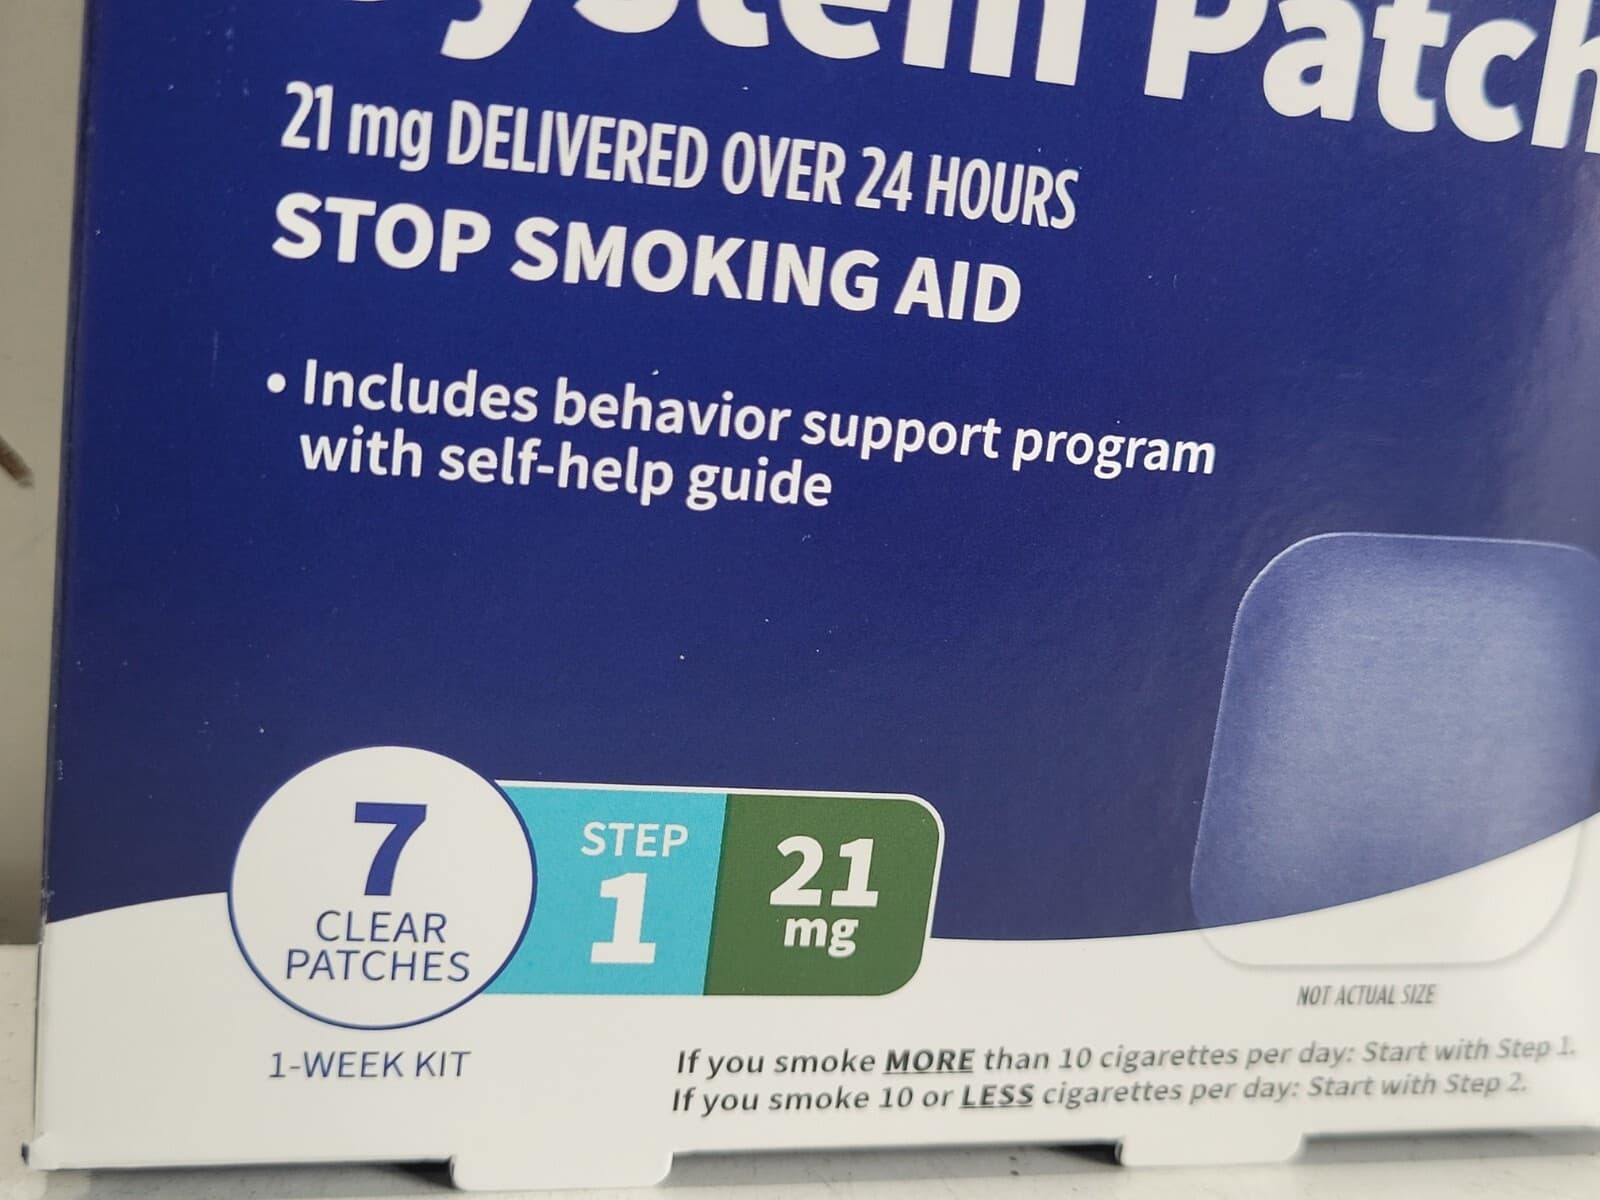 System Patch
21 mg DELIVERED OVER 24 HOURS
STOP SMOKING AID
• Includes behavior support program
with self-help guide
7
CLEAR
PATCHES
STEP
1
21
mg
1-WEEK KIT
NOT ACTUAL SIZE
If you smoke MORE than 10 cigarettes per day: Start with Step 1.
If you smoke 10 or LESS cigarettes per day: Start with Step 2.